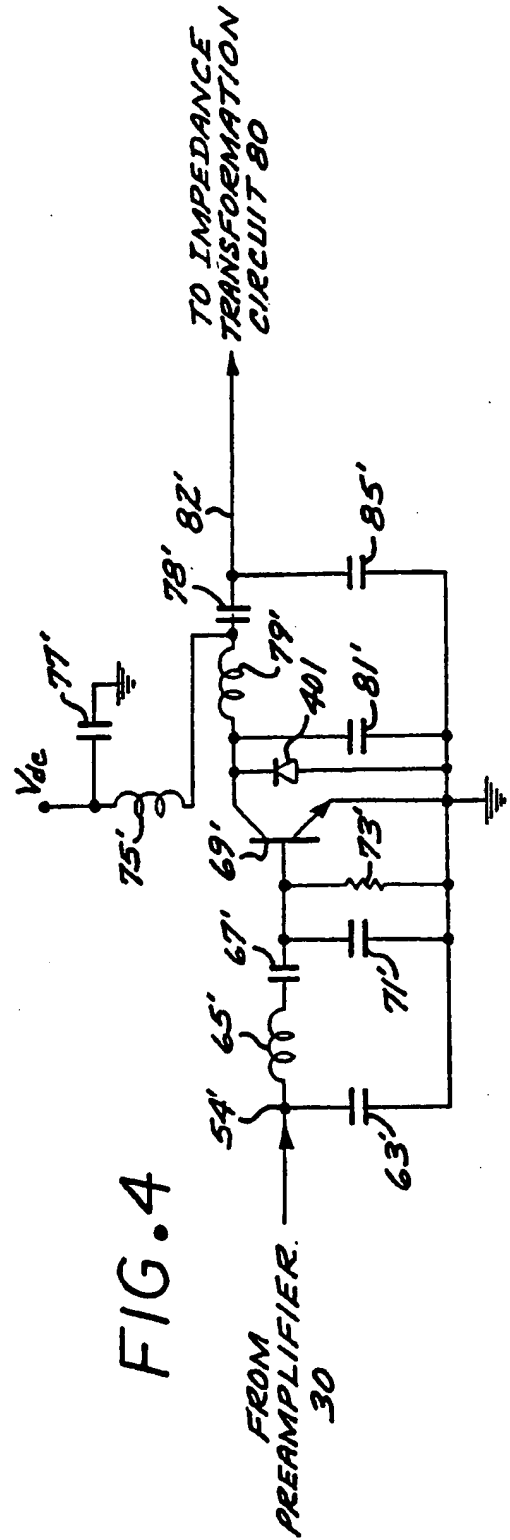 FIG. 4
FROM
PREAMPLIFIER
30
54'
65'
67'
63'
71'
73'
69'
75'
Vdc
77'
78'
79'
401
81'
85'
82'
TO IMPEDANCE
TRANSFORMATION
CIRCUIT 80